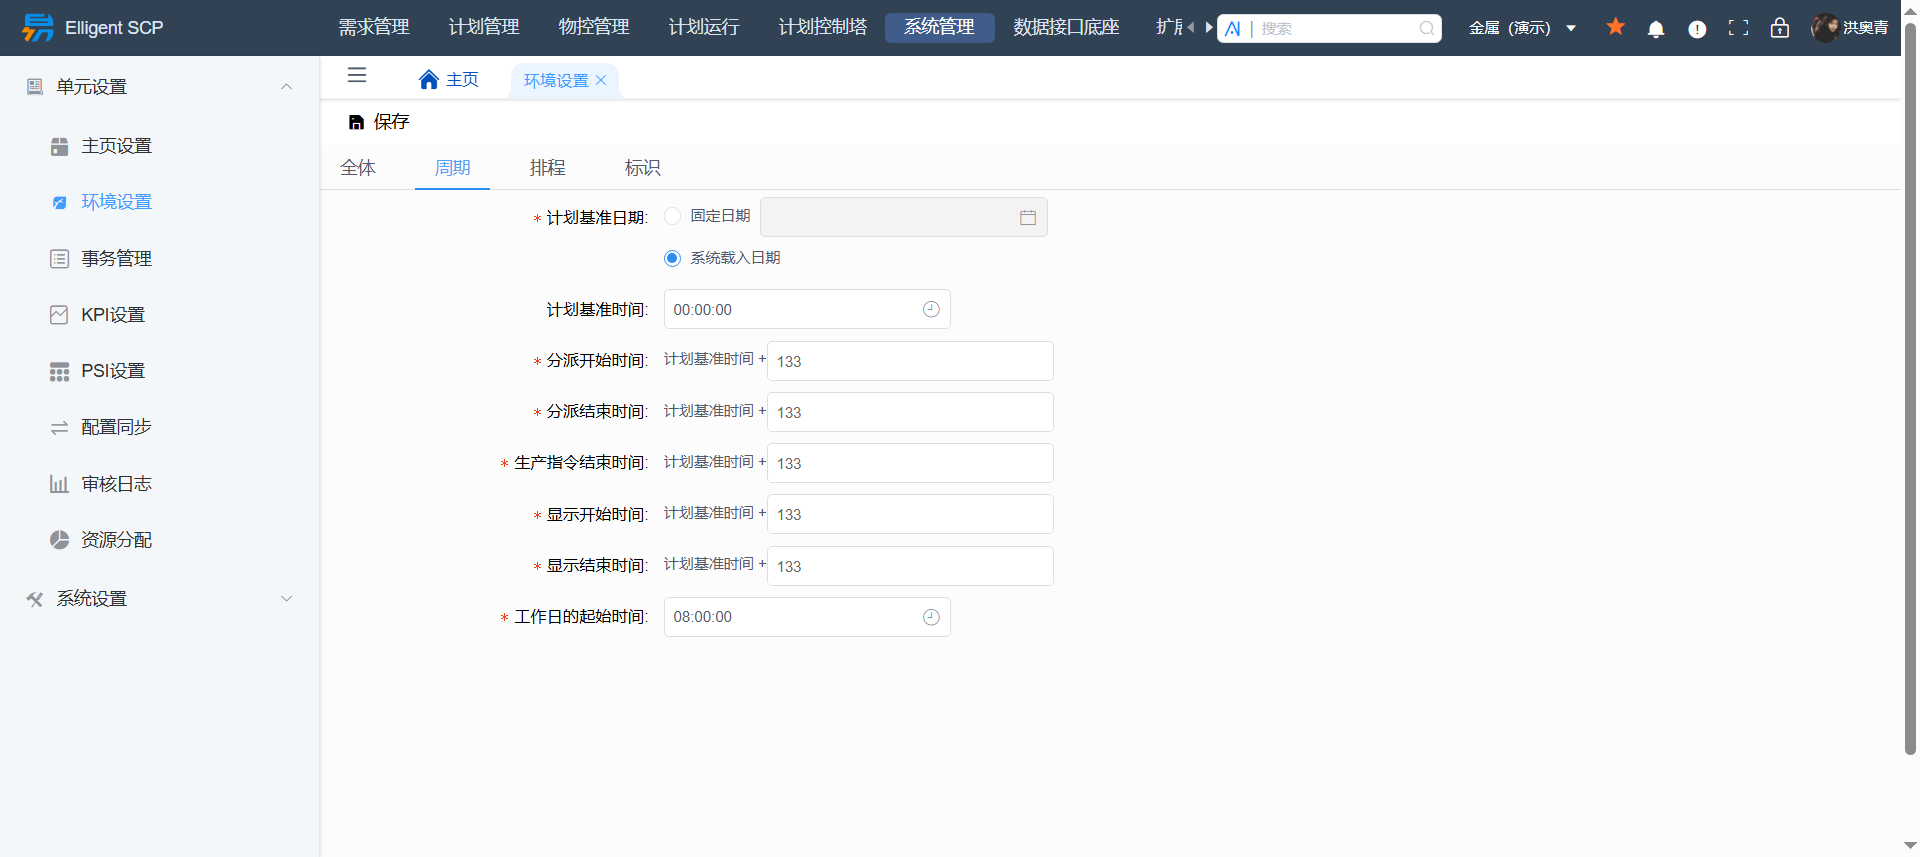 Elligent SCP
需求管理 计划管理 物控管理 计划运行 计划控制塔 系统管理 数据接口底座
搜索
金属（演示）
洪奥青
单元设置
主页设置
环境设置
事务管理
KPI设置
PSI设置
配置同步
审核日志
资源分配
系统设置
主页 环境设置
保存
全体 周期 排程 标识
* 计划基准日期: 固定日期
系统载入日期
计划基准时间: 00:00:00
* 分派开始时间: 计划基准时间 + 133
* 分派结束时间: 计划基准时间 + 133
* 生产指令结束时间: 计划基准时间 + 133
* 显示开始时间: 计划基准时间 + 133
* 显示结束时间: 计划基准时间 + 133
* 工作日的起始时间: 08:00:00